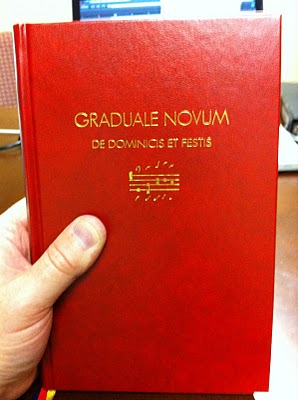 GRADUALE NOVUM
DE DOMINICIS ET FESTIS